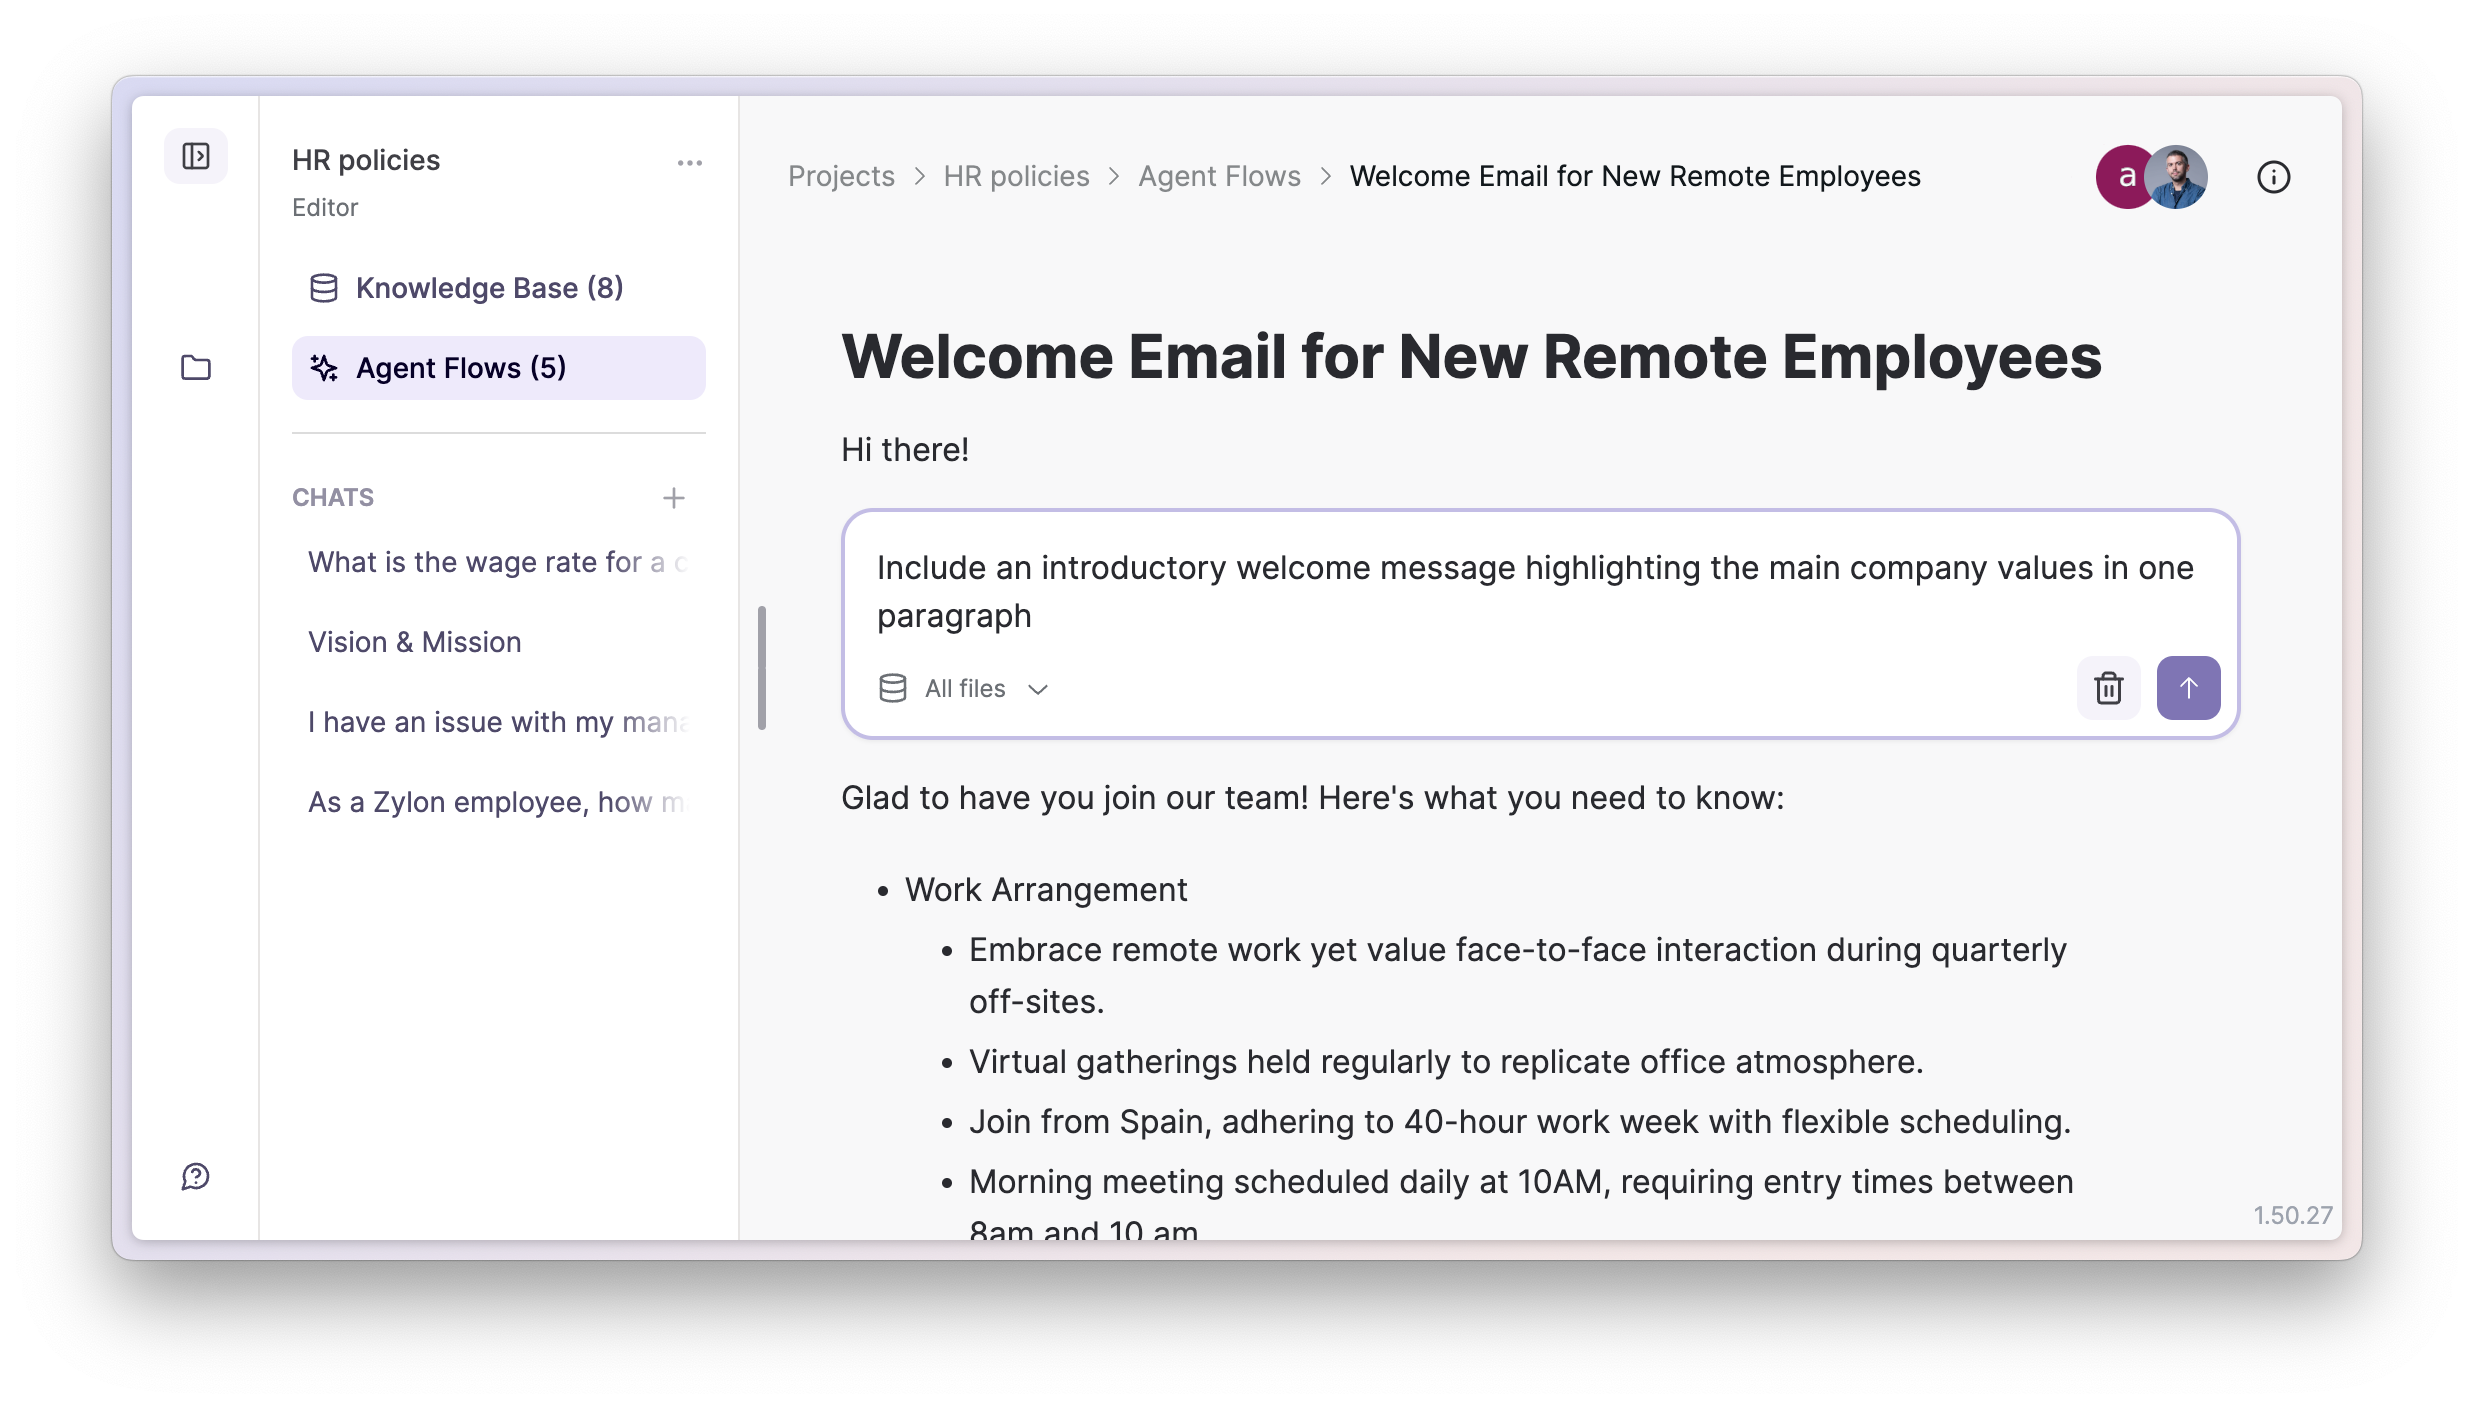 HR policies
Editor
Knowledge Base (8)
Agent Flows (5)
CHATS
What is the wage rate for a
Vision & Mission
I have an issue with my
As a Zylon employee, how
Projects > HR policies > Agent Flows > Welcome Email for New Remote Employees
a
Welcome Email for New Remote Employees
Hi there!
Include an introductory welcome message highlighting the main company values in one
paragraph
All files
Glad to have you join our team! Here's what you need to know:
• Work Arrangement
• Embrace remote work yet value face-to-face interaction during quarterly
off-sites.
• Virtual gatherings held regularly to replicate office atmosphere.
• Join from Spain, adhering to 40-hour work week with flexible scheduling.
• Morning meeting scheduled daily at 10AM, requiring entry times between
8am and 10 am
1.50.27